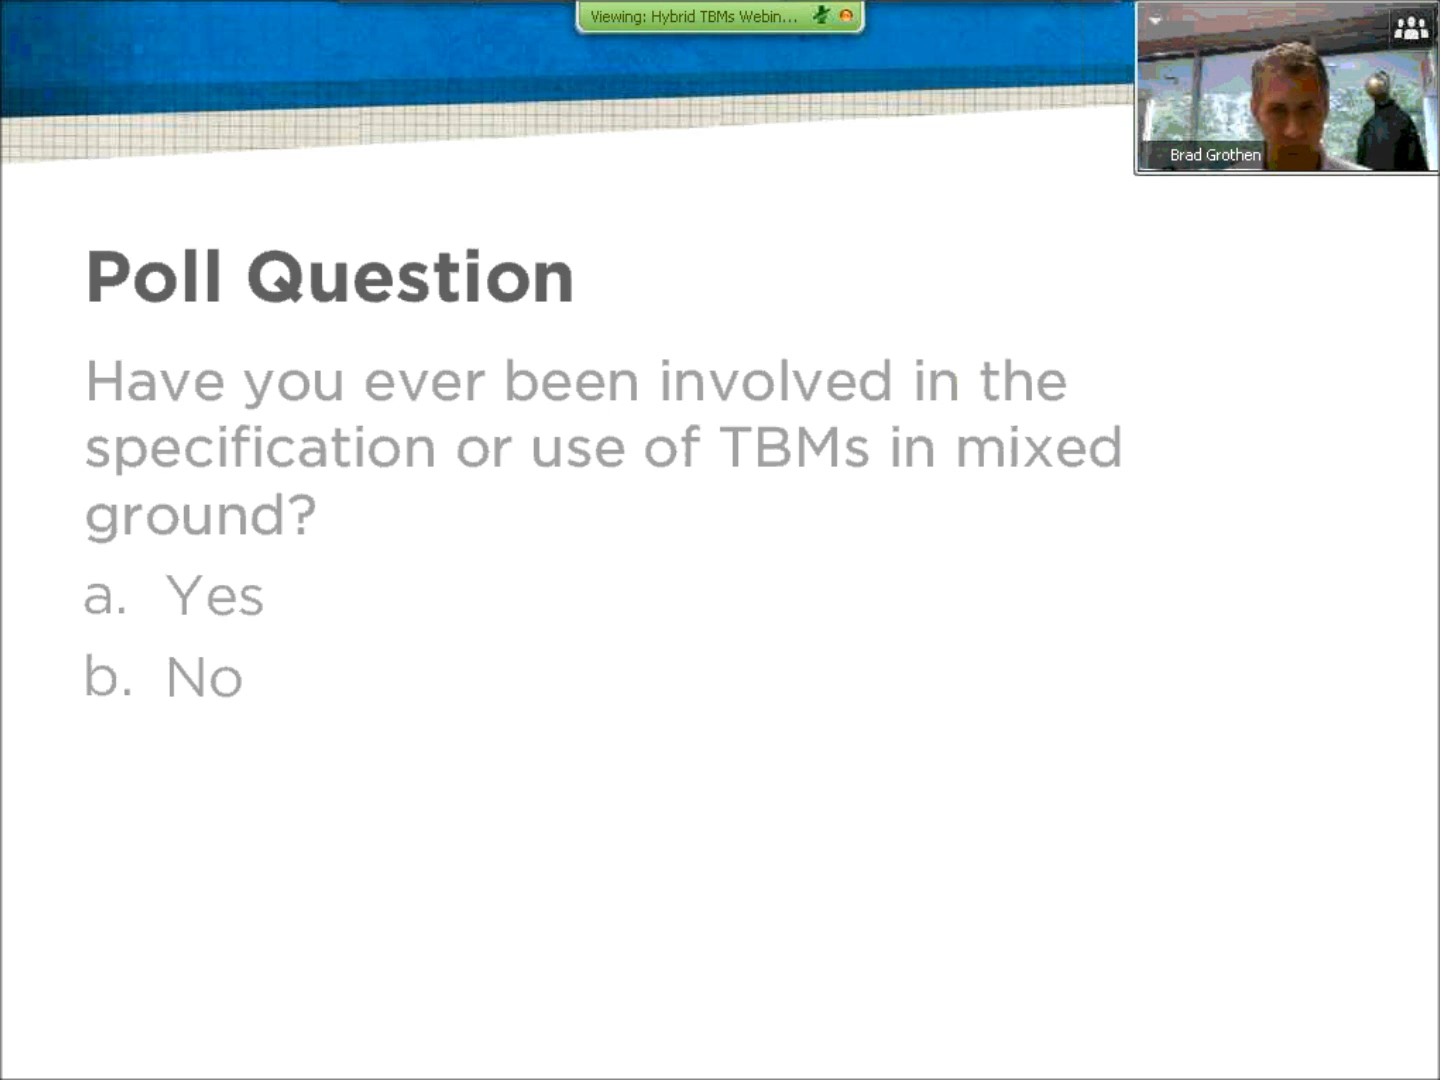 Viewing: Hybrid TBMs Webin...
Brad Grothen
Poll Question
Have you ever been involved in the
specification or use of TBMs in mixed
ground?
a. Yes
b. No